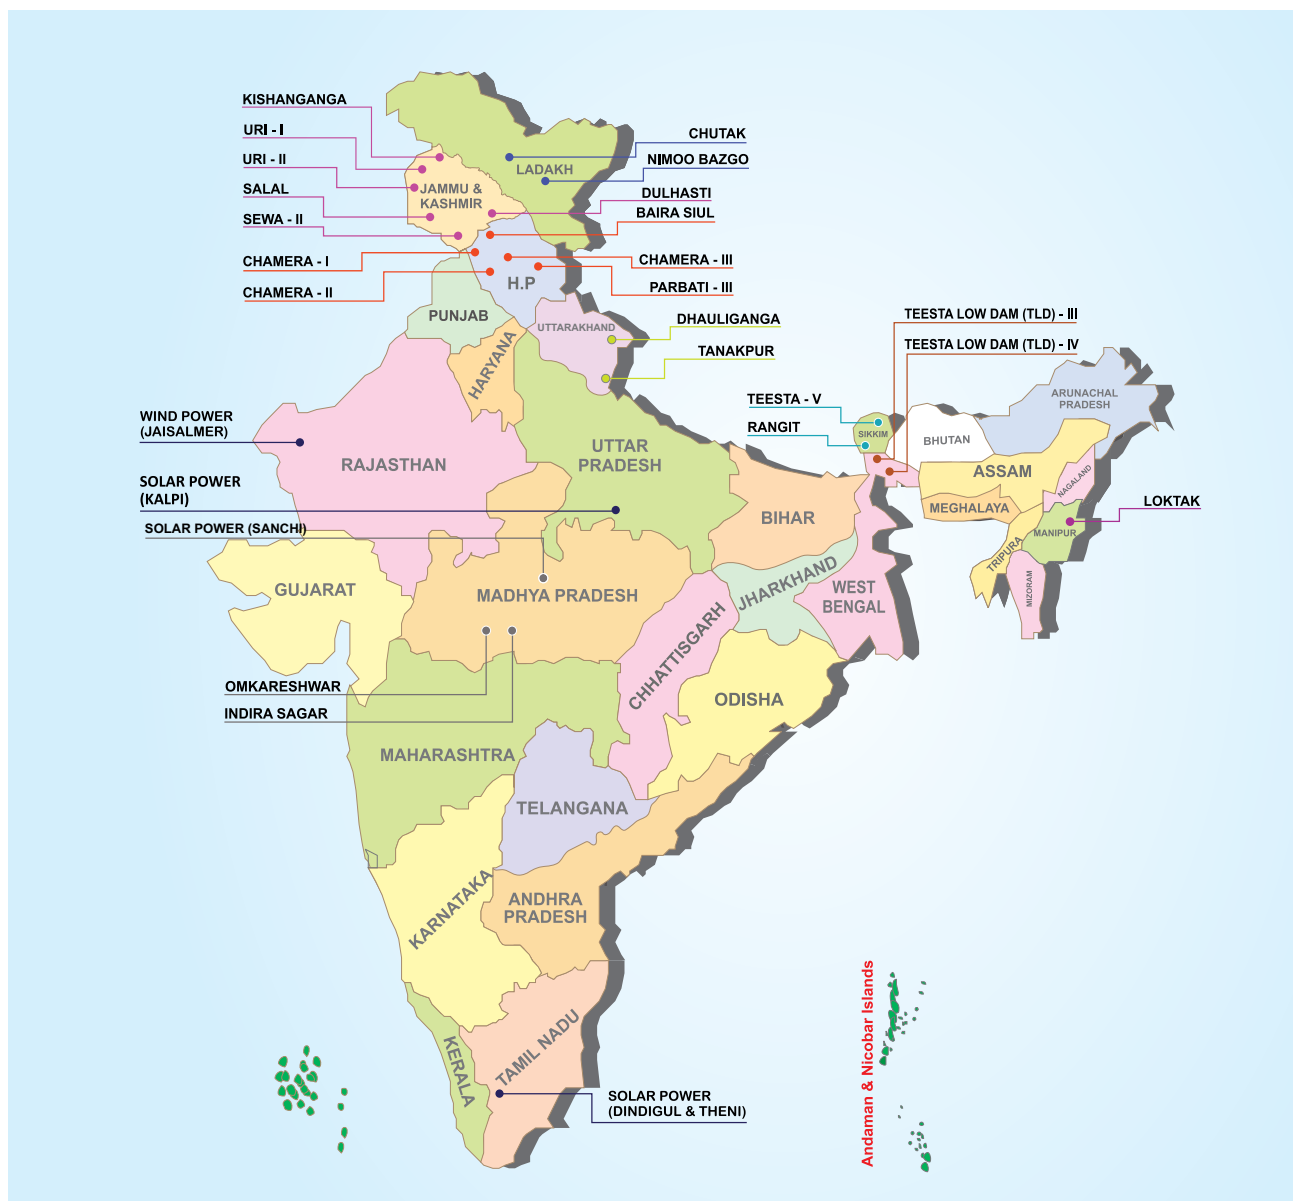 KISHANGANGA
URI - I
URI - II
SALAL
SEWA - II
CHAMERA - I
CHAMERA - II
CHUTAK
NIMOO BAZGO
DULHASTI
BAIRA SIUL
CHAMERA - III
PARBATI - III
LADAKH
JAMMU &
KASHMIR
H.P
PUNJAB
UTTARAKHAND
HARYANA
DHAULIGANGA
TANAKPUR
TEESTA LOW DAM (TLD) - III
TEESTA LOW DAM (TLD) - IV
TEESTA - V
RANGIT
SIKKIM
BHUTAN
ARUNACHAL
PRADESH
ASSAM
NAGALAND
MEGHALAYA
MANIPUR
TRIPURA
MIZORAM
LOKTAK
WIND POWER
(JAISALMER)
SOLAR POWER
(KALPI)
SOLAR POWER (SANCHI)
RAJASTHAN
UTTAR
PRADESH
BIHAR
GUJARAT
MADHYA PRADESH
JHARKHAND
WEST
BENGAL
CHHATTISGARH
ODISHA
OMKARESHWAR
INDIRA SAGAR
MAHARASHTRA
TELANGANA
KARNATAKA
ANDHRA
PRADESH
KERALA
TAMIL NADU
SOLAR POWER
(DINDIGUL & THENI)
Andaman & Nicobar Islands